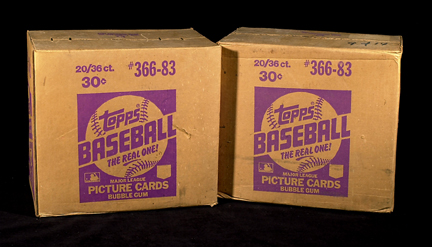 20/36 ct. #366-83
30¢
Topps
BASEBALL
THE REAL ONE!
MAJOR LEAGUE
PICTURE CARDS
BUBBLE GUM
20/36 ct. #366-83
30¢
Topps
BASEBALL
THE REAL ONE!
MAJOR LEAGUE
PICTURE CARDS
BUBBLE GUM